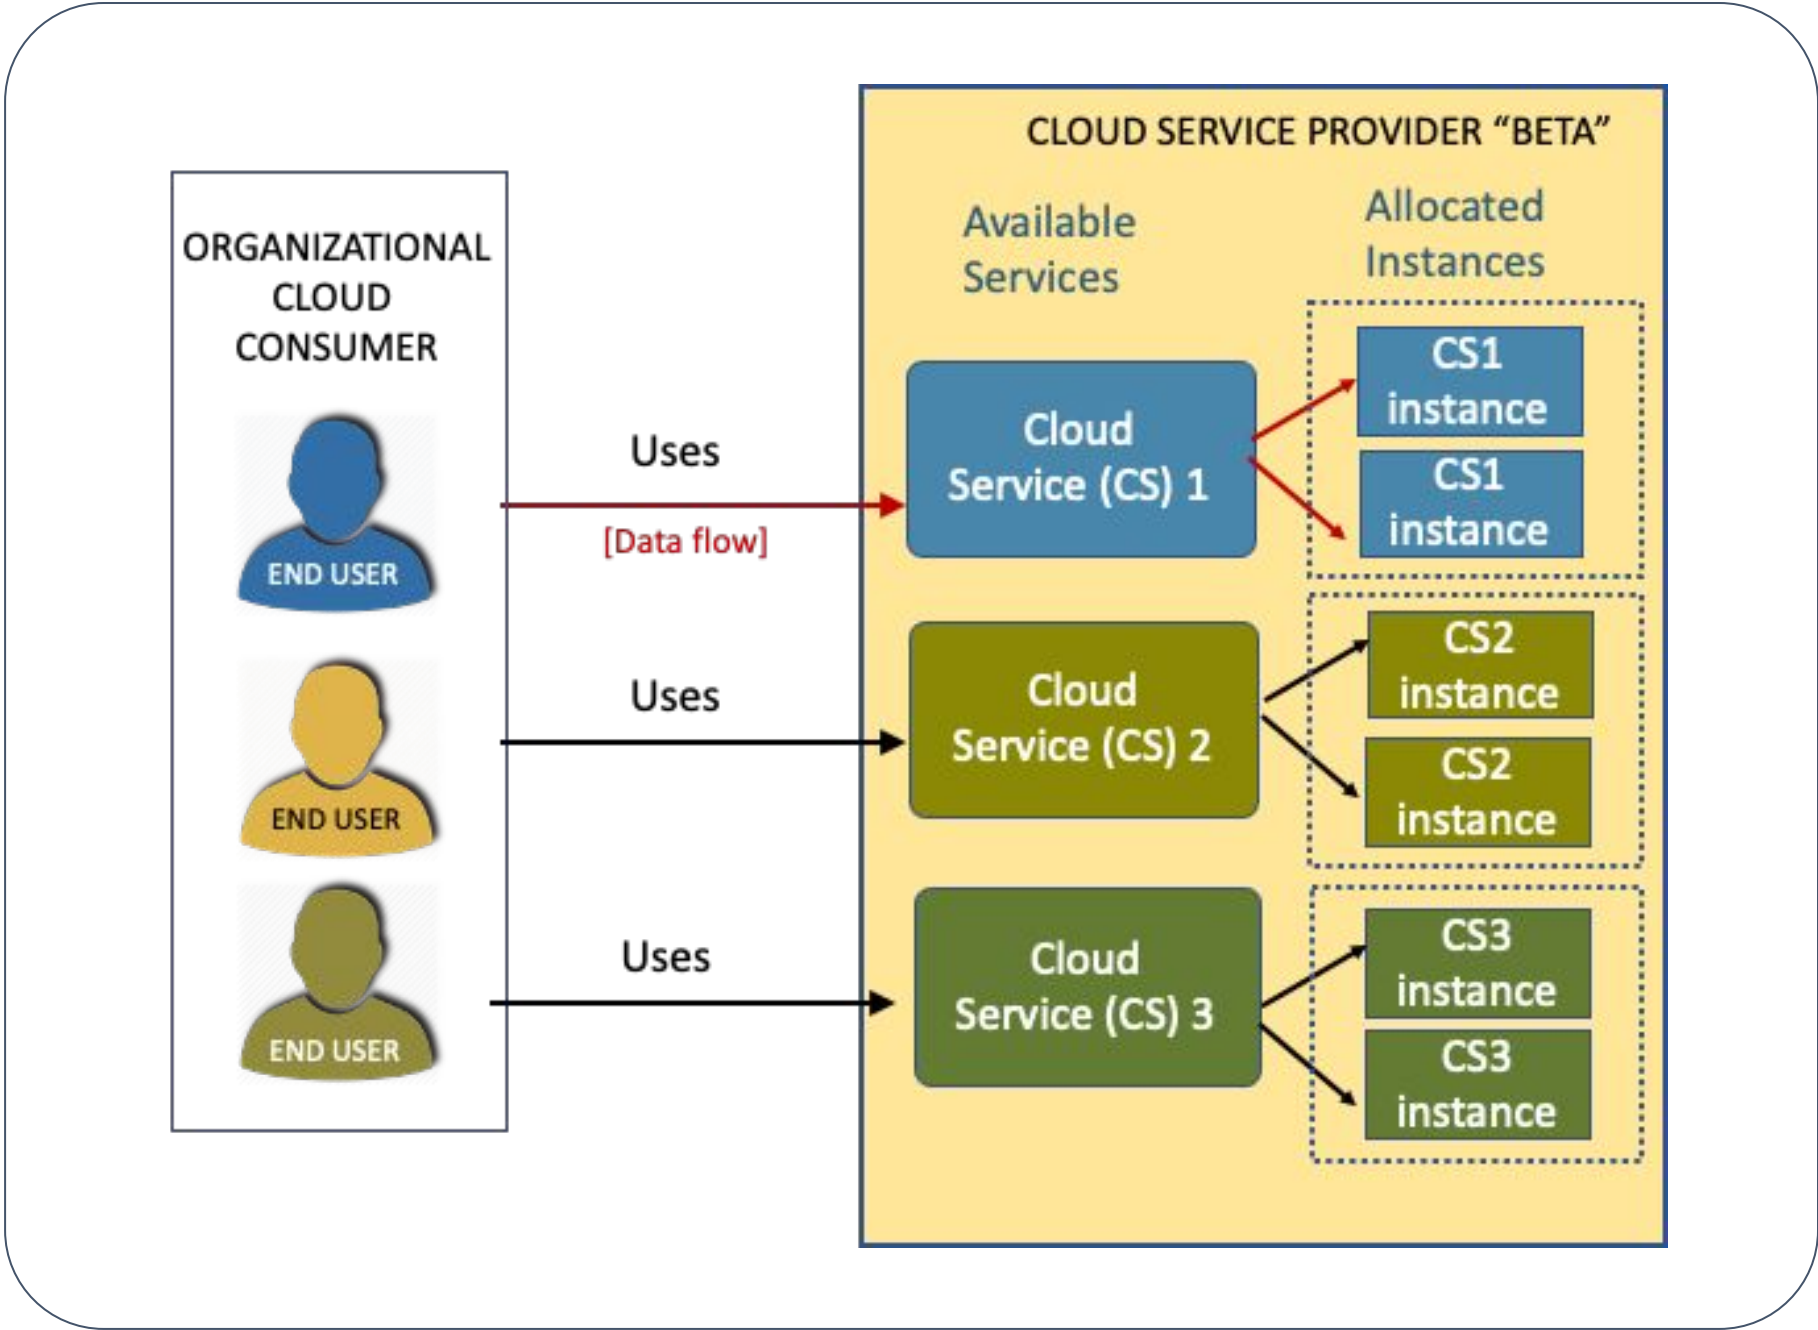 CLOUD SERVICE PROVIDER “BETA”
Available
Services
Allocated
Instances
ORGANIZATIONAL
CLOUD
CONSUMER
END USER
END USER
END USER
Uses
[Data flow]
Uses
Uses
Cloud
Service (CS) 1
CS1
instance
CS1
instance
Cloud
Service (CS) 2
CS2
instance
CS2
instance
Cloud
Service (CS) 3
CS3
instance
CS3
instance